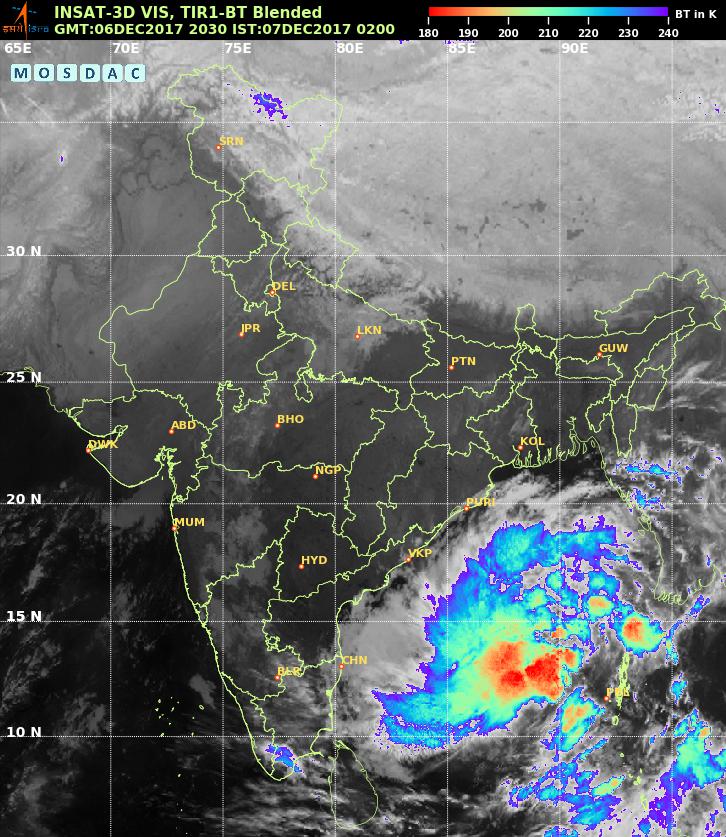 INSAT-3D VIS, TIR1-BT Blended
GMT:06DEC2017 2030 IST:07DEC2017 0200
BT in K
180 190 200 210 220 230 240
65E 70E 75E 80E 85E 90E
M O S D A C
SRN
30 N
DEL
JPR LKN
GUW
PTN
25 N
ABD BHO
DWK KOL
NGP
20 N PURI
MUM
VKP
HYD
15 N
CHN
BLR
PBL
10 N